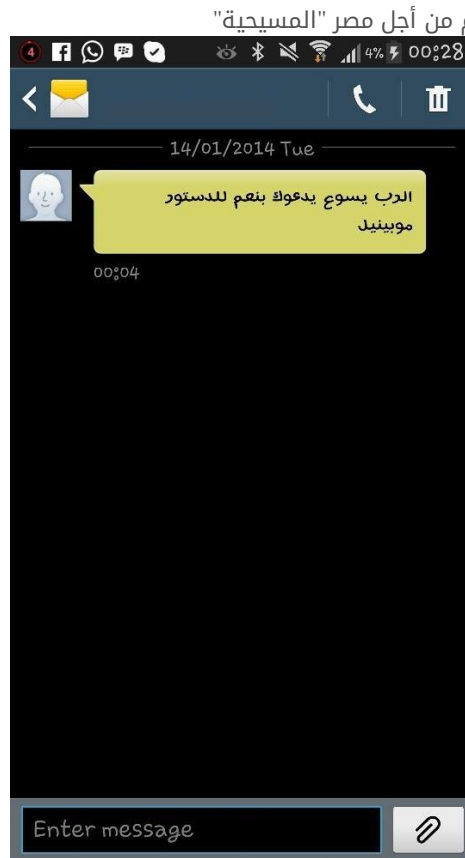 م من أجل مصر "المسيحية"
4 4% 00:28
14/01/2014 Tue
الرب يسوع يدعوك بنعم للدستور
موبينيل
00:04
Enter message